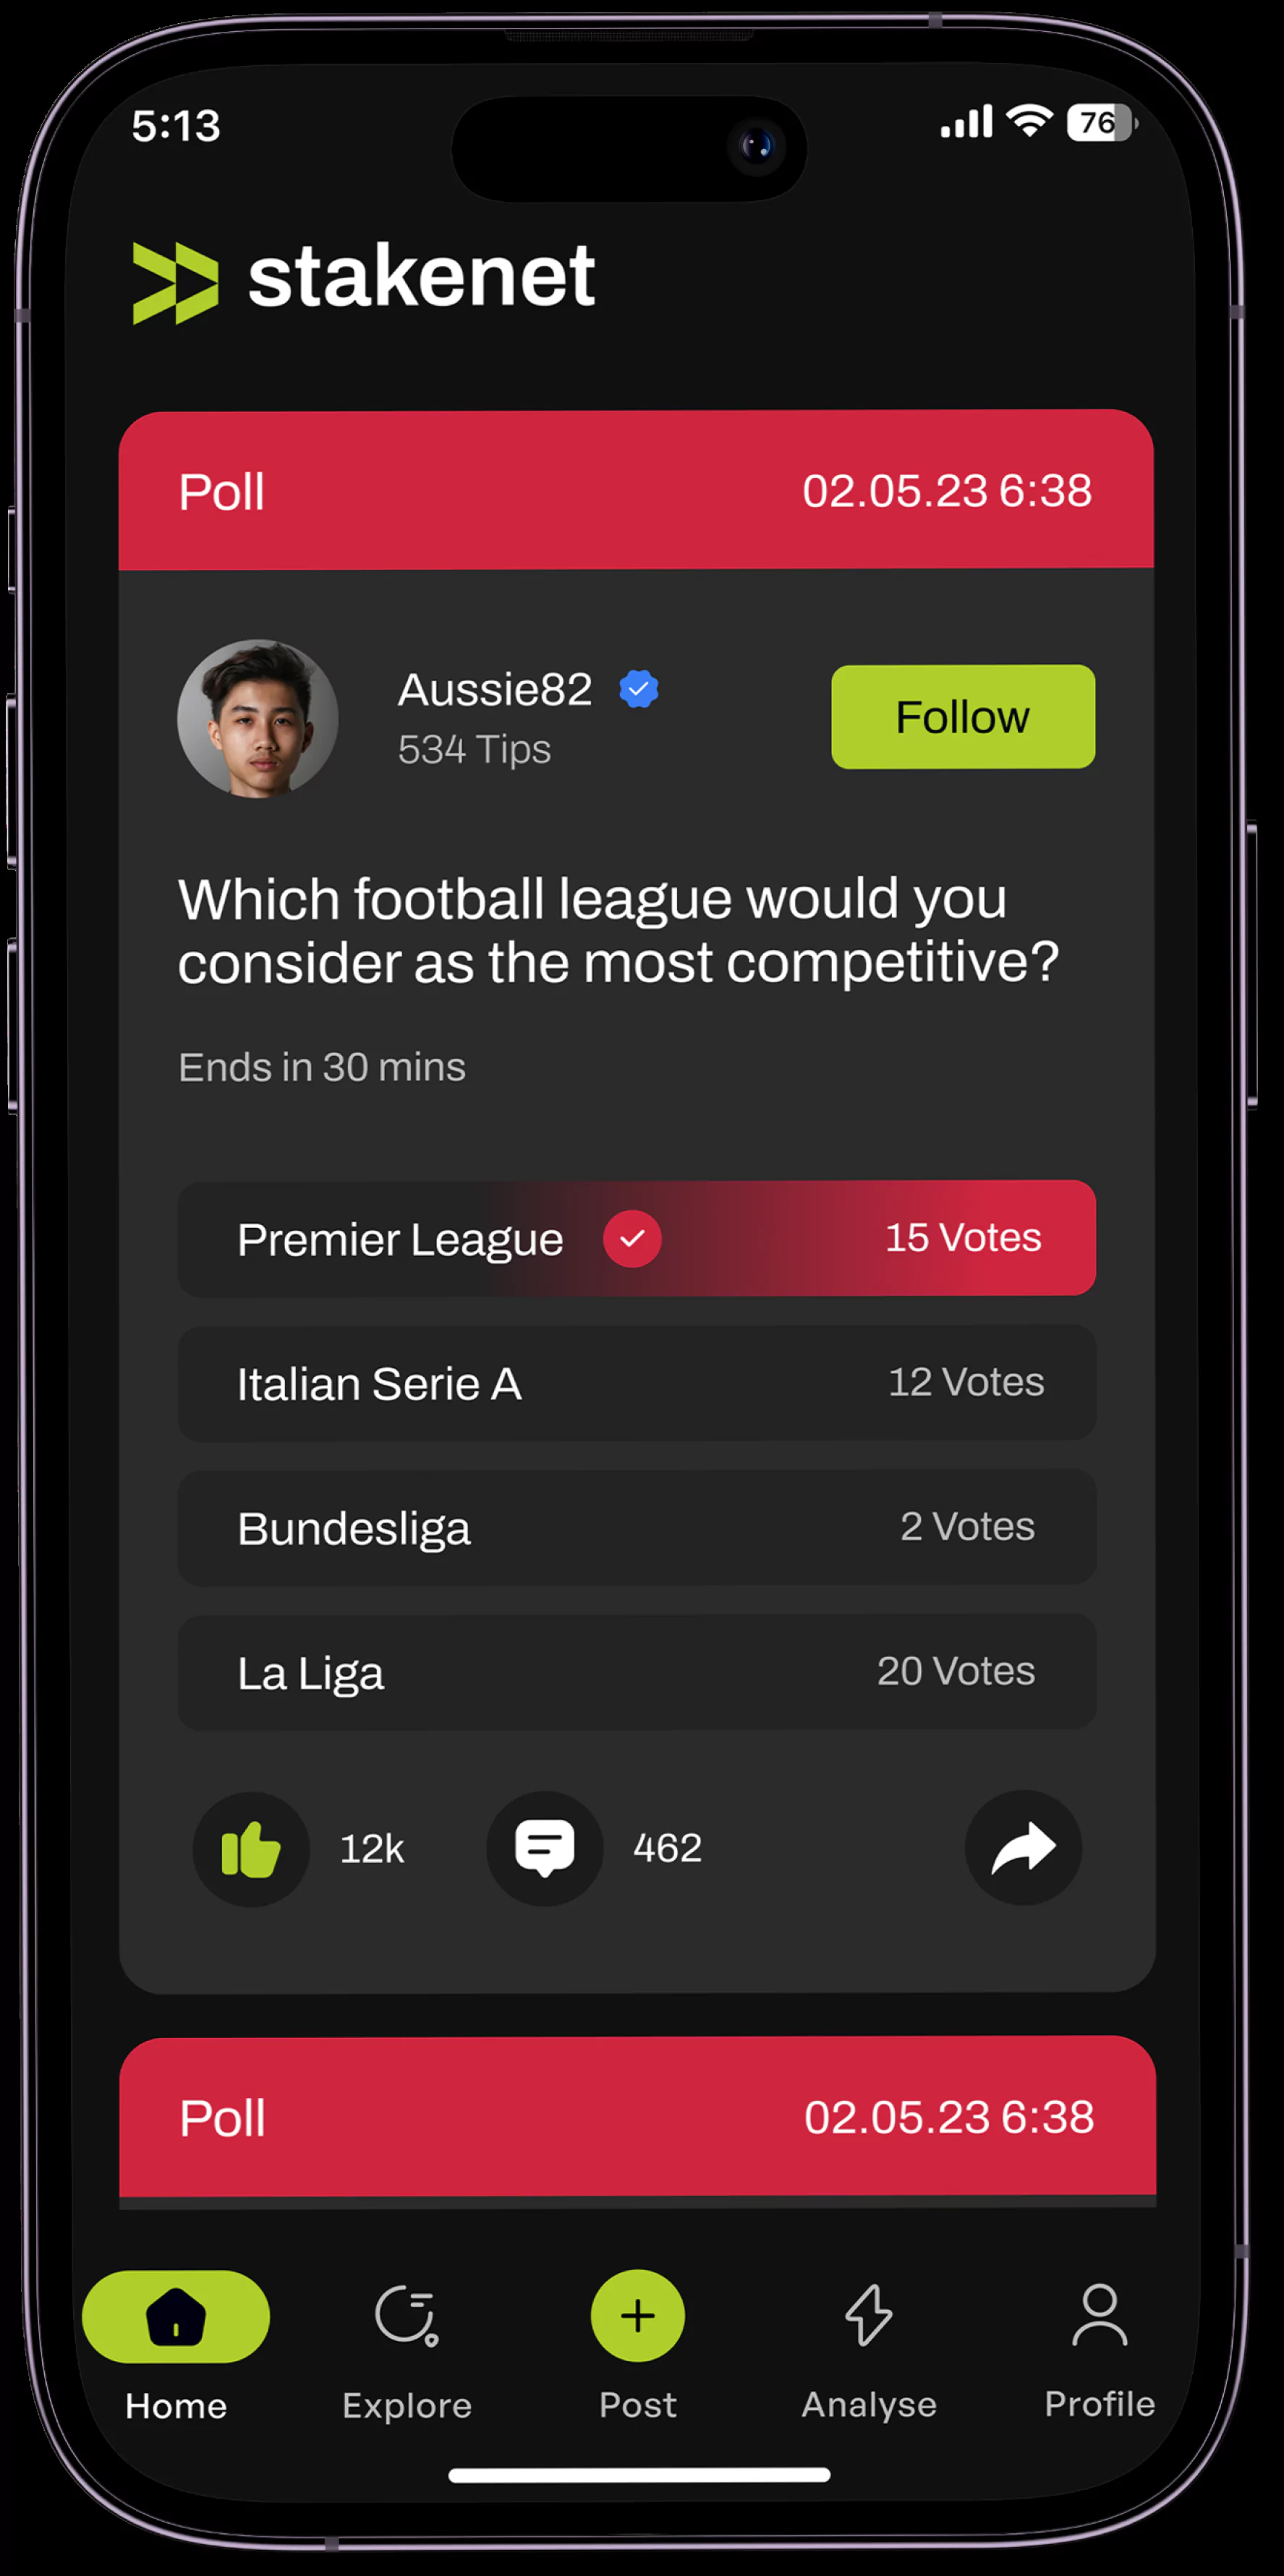 5:13
76
stakenet
Poll 02.05.23 6:38
Aussie82
534 Tips
Follow
Which football league would you
consider as the most competitive?
Ends in 30 mins
Premier League 15 Votes
Italian Serie A 12 Votes
Bundesliga 2 Votes
La Liga 20 Votes
12k 462
Poll 02.05.23 6:38
Home Explore Post Analyse Profile